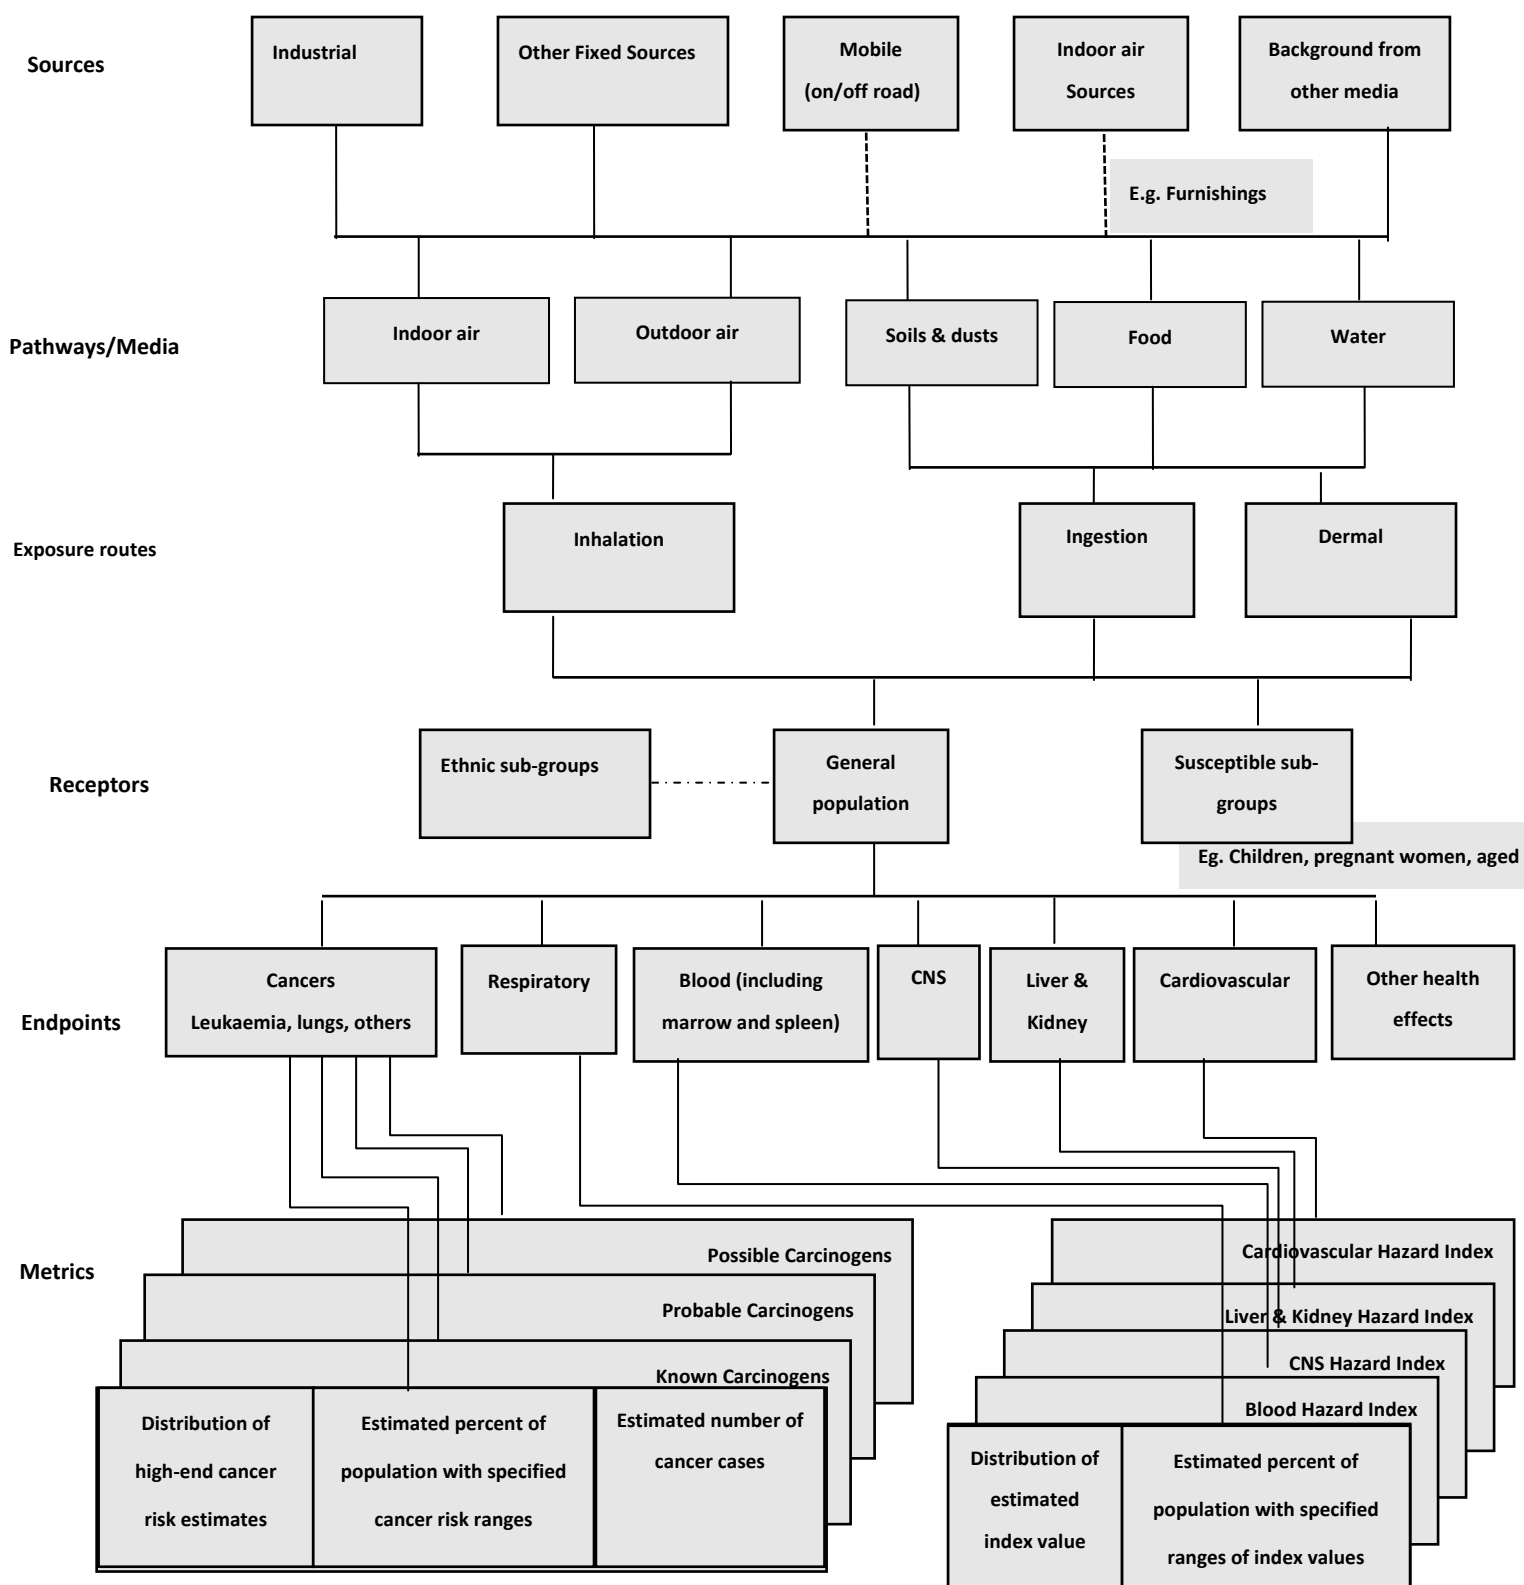 Sources
Industrial
Other Fixed Sources
Mobile
(on/off road)
Indoor air
Sources
Background from
other media
E.g. Furnishings
Pathways/Media
Indoor air
Outdoor air
Soils & dusts
Food
Water
Exposure routes
Inhalation
Ingestion
Dermal
Receptors
Ethnic sub-groups
General
population
Susceptible sub-
groups
Eg. Children, pregnant women, aged
Endpoints
Cancers
Leukaemia, lungs, others
Respiratory
Blood (including
marrow and spleen)
CNS
Liver &
Kidney
Cardiovascular
Other health
effects
Metrics
Possible Carcinogens
Probable Carcinogens
Known Carcinogens
Distribution of
high-end cancer
risk estimates
Estimated percent of
population with specified
cancer risk ranges
Estimated number of
cancer cases
Cardiovascular Hazard Index
Liver & Kidney Hazard Index
CNS Hazard Index
Blood Hazard Index
Distribution of
estimated
index value
Estimated percent of
population with specified
ranges of index values